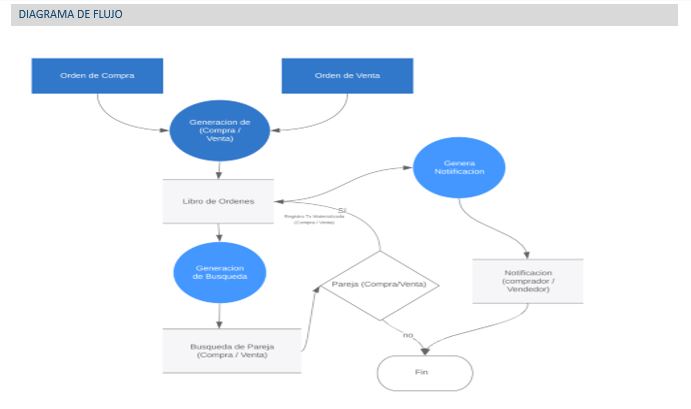 DIAGRAMA DE FLUJO
Orden de Compra
Orden de Venta
Generacion de
(Compra /
Venta)
Genera
Notificacion
Libro de Ordenes
Si
Registro Tx Materializada
(Compra / Venta)
Generacion
de Busqueda
Pareja (Compra/Venta)
Notificacion
(comprador /
Vendedor)
no
Busqueda de Pareja
(Compra / Venta)
Fin